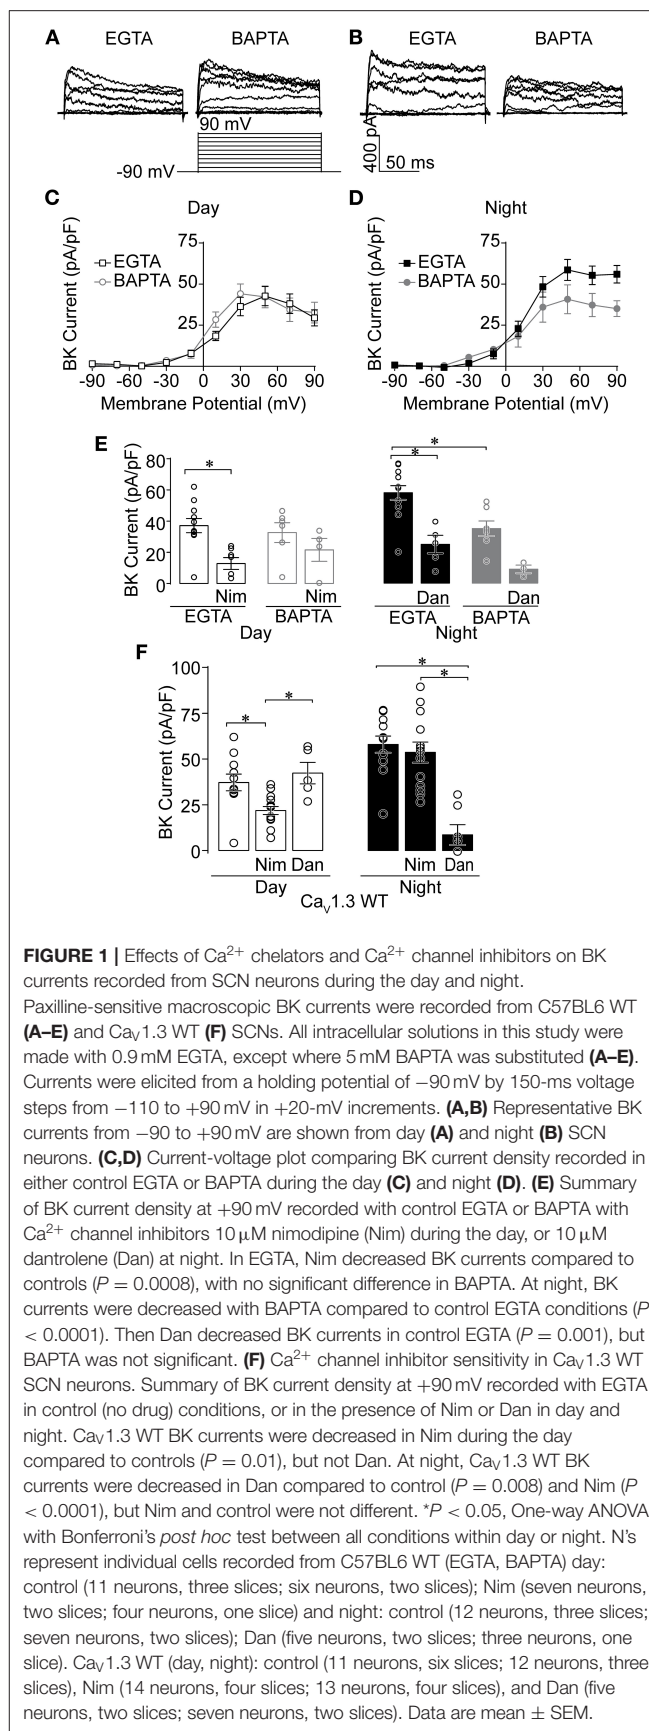 A EGTA BAPTA B EGTA BAPTA
90 mV
-90 mV
400 pA
50 ms
C Day D Night
BK Current (pA/pF)
75
50
25
EGTA
BAPTA
-90 -60 -30 0 30 60 90
Membrane Potential (mV)
BK Current (pA/pF)
75
50
25
EGTA
BAPTA
-90 -60 -30 0 30 60 90
Membrane Potential (mV)
E
BK Current (pA/pF)
80
60
40
20
0
* * *
Nim Nim Dan Dan
EGTA BAPTA EGTA BAPTA
Day Night
F
BK Current (pA/pF)
100
75
50
25
0
* * * *
Nim Dan Nim Dan
Day Night
CaV1.3 WT
FIGURE 1 | Effects of Ca2+ chelators and Ca2+ channel inhibitors on BK
currents recorded from SCN neurons during the day and night.
Paxilline-sensitive macroscopic BK currents were recorded from C57BL6 WT
(A–E) and CaV1.3 WT (F) SCNs. All intracellular solutions in this study were
made with 0.9 mM EGTA, except where 5 mM BAPTA was substituted (A–E).
Currents were elicited from a holding potential of −90 mV by 150-ms voltage
steps from −110 to +90 mV in +20-mV increments. (A,B) Representative BK
currents from −90 to +90 mV are shown from day (A) and night (B) SCN
neurons. (C,D) Current-voltage plot comparing BK current density recorded in
either control EGTA or BAPTA during the day (C) and night (D). (E) Summary
of BK current density at +90 mV recorded with control EGTA or BAPTA with
Ca2+ channel inhibitors 10 μM nimodipine (Nim) during the day, or 10 μM
dantrolene (Dan) at night. In EGTA, Nim decreased BK currents compared to
controls (P = 0.0008), with no significant difference in BAPTA. At night, BK
currents were decreased with BAPTA compared to control EGTA conditions (P
< 0.0001). Then Dan decreased BK currents in control EGTA (P = 0.001), but
BAPTA was not significant. (F) Ca2+ channel inhibitor sensitivity in CaV1.3 WT
SCN neurons. Summary of BK current density at +90 mV recorded with EGTA
in control (no drug) conditions, or in the presence of Nim or Dan in day and
night. CaV1.3 WT BK currents were decreased in Nim during the day
compared to controls (P = 0.01), but not Dan. At night, CaV1.3 WT BK
currents were decreased in Dan compared to control (P = 0.008) and Nim (P
< 0.0001), but Nim and control were not different. *P < 0.05, One-way ANOVA
with Bonferroni's post hoc test between all conditions within day or night. N's
represent individual cells recorded from C57BL6 WT (EGTA, BAPTA) day:
control (11 neurons, three slices; six neurons, two slices); Nim (seven neurons,
two slices; four neurons, one slice) and night: control (12 neurons, three slices;
seven neurons, two slices); Dan (five neurons, two slices; three neurons, one
slice). CaV1.3 WT (day, night): control (11 neurons, six slices; 12 neurons, three
slices), Nim (14 neurons, four slices; 13 neurons, four slices), and Dan (five
neurons, two slices; seven neurons, two slices). Data are mean ± SEM.